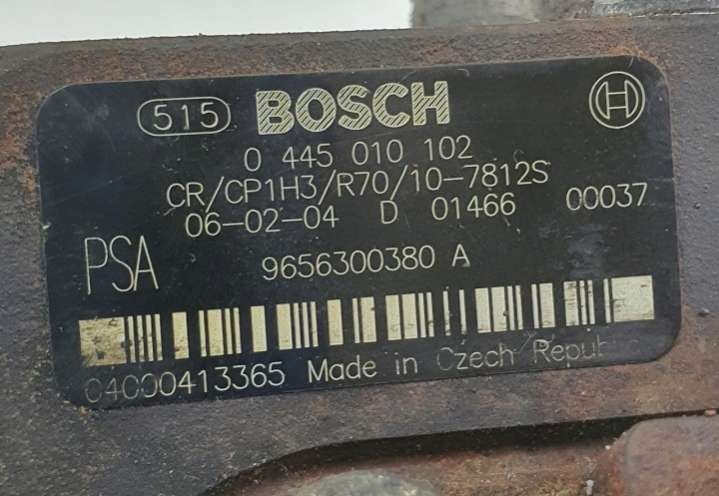 515 BOSCH
0 445 010 102
CR/CP1H3/R70/10-7812S
06-02-04 D 01466 00037
PSA 9656300380 A
04000413365 Made in Czech